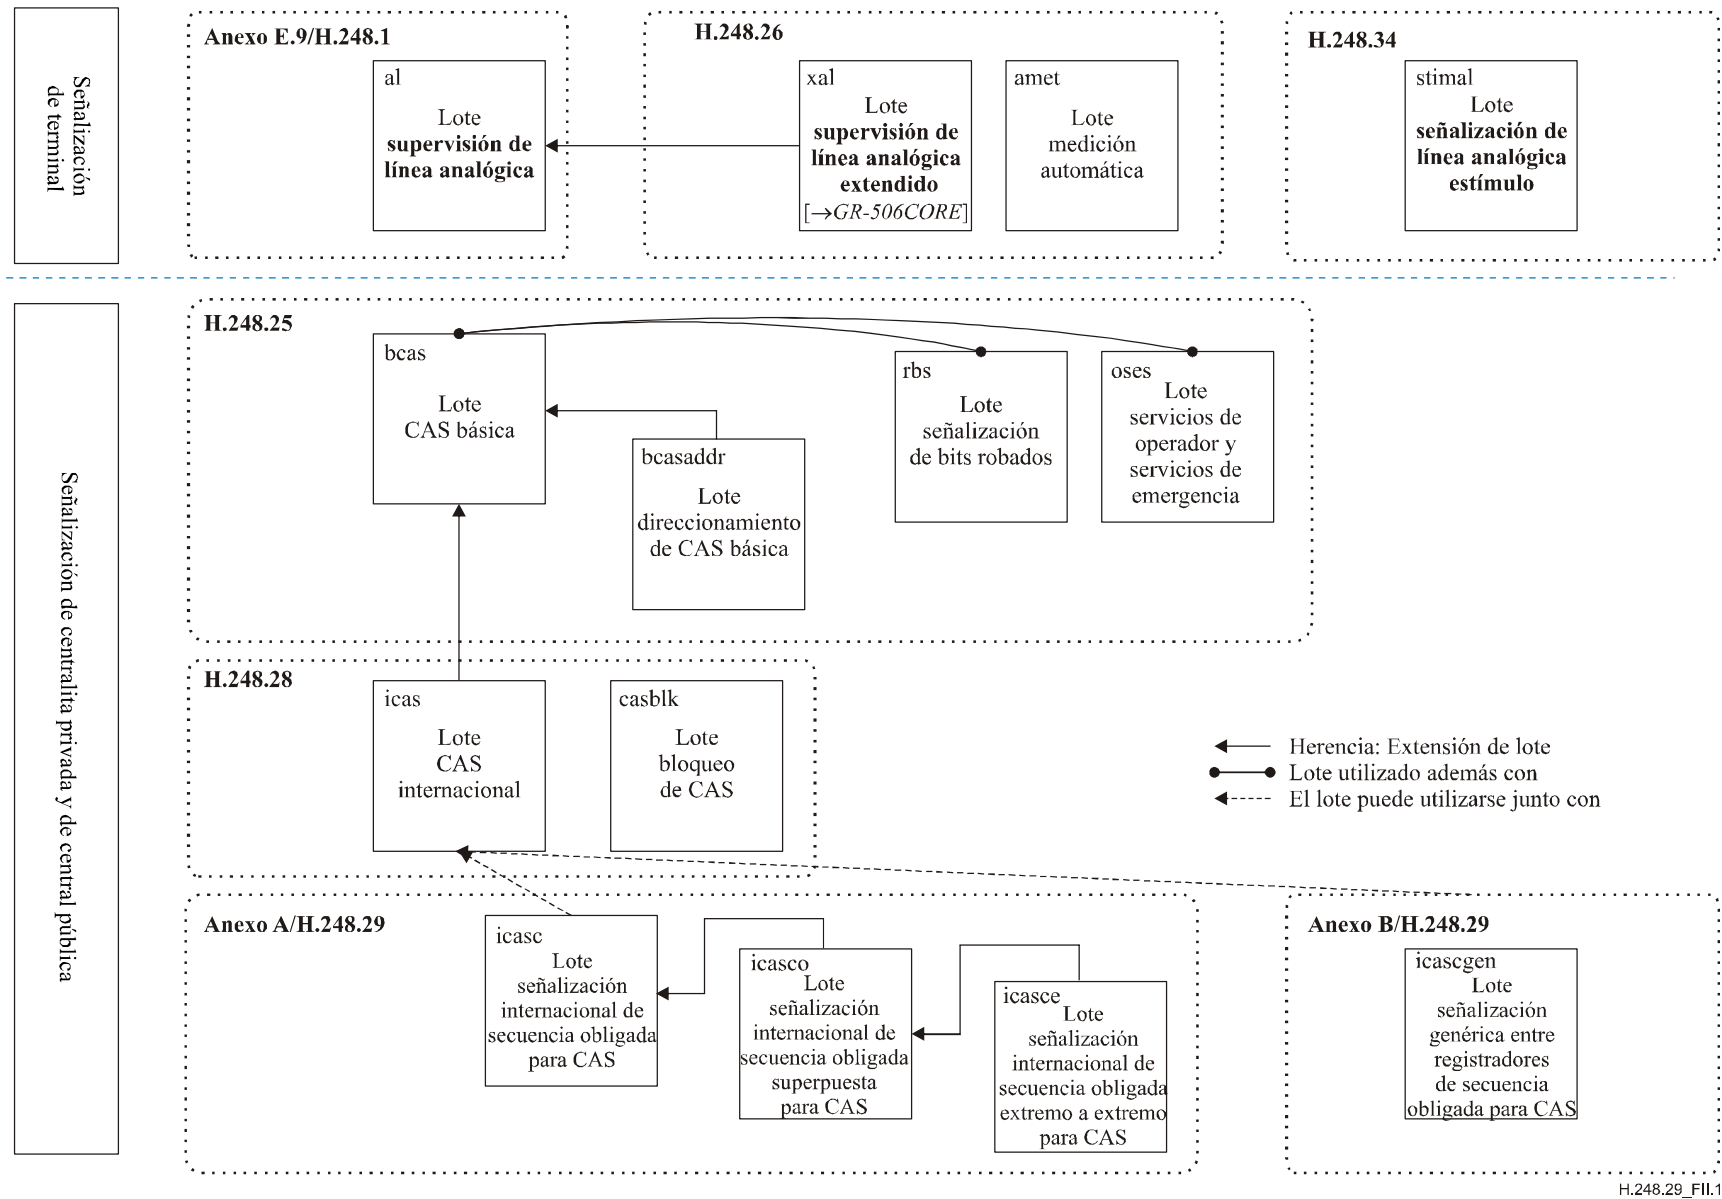 Señalización
de terminal
Anexo E.9/H.248.1
al
Lote
supervisión de
línea analógica
H.248.26
xal
Lote
supervisión de
línea analógica
extendido
[→GR-506CORE]
amet
Lote
medición
automática
H.248.34
stimal
Lote
señalización de
línea analógica
estímulo
Señalización de centralita privada y de central pública
H.248.25
bcas
Lote
CAS básica
bcasaddr
Lote
direccionamiento
de CAS básica
rbs
Lote
señalización
de bits robados
oses
Lote
servicios de
operador y
servicios de
emergencia
H.248.28
icas
Lote
CAS
internacional
casblk
Lote
bloqueo
de CAS
Herencia: Extensión de lote
Lote utilizado además con
El lote puede utilizarse junto con
Anexo A/H.248.29
icasc
Lote
señalización
internacional de
secuencia obligada
para CAS
icasco
Lote
señalización
internacional de
secuencia obligada
superpuesta
para CAS
icasce
Lote
señalización
internacional de
secuencia obligada
extremo a extremo
para CAS
Anexo B/H.248.29
icascgen
Lote
señalización
genérica entre
registradores
de secuencia
obligada para CAS
H.248.29_FII.1